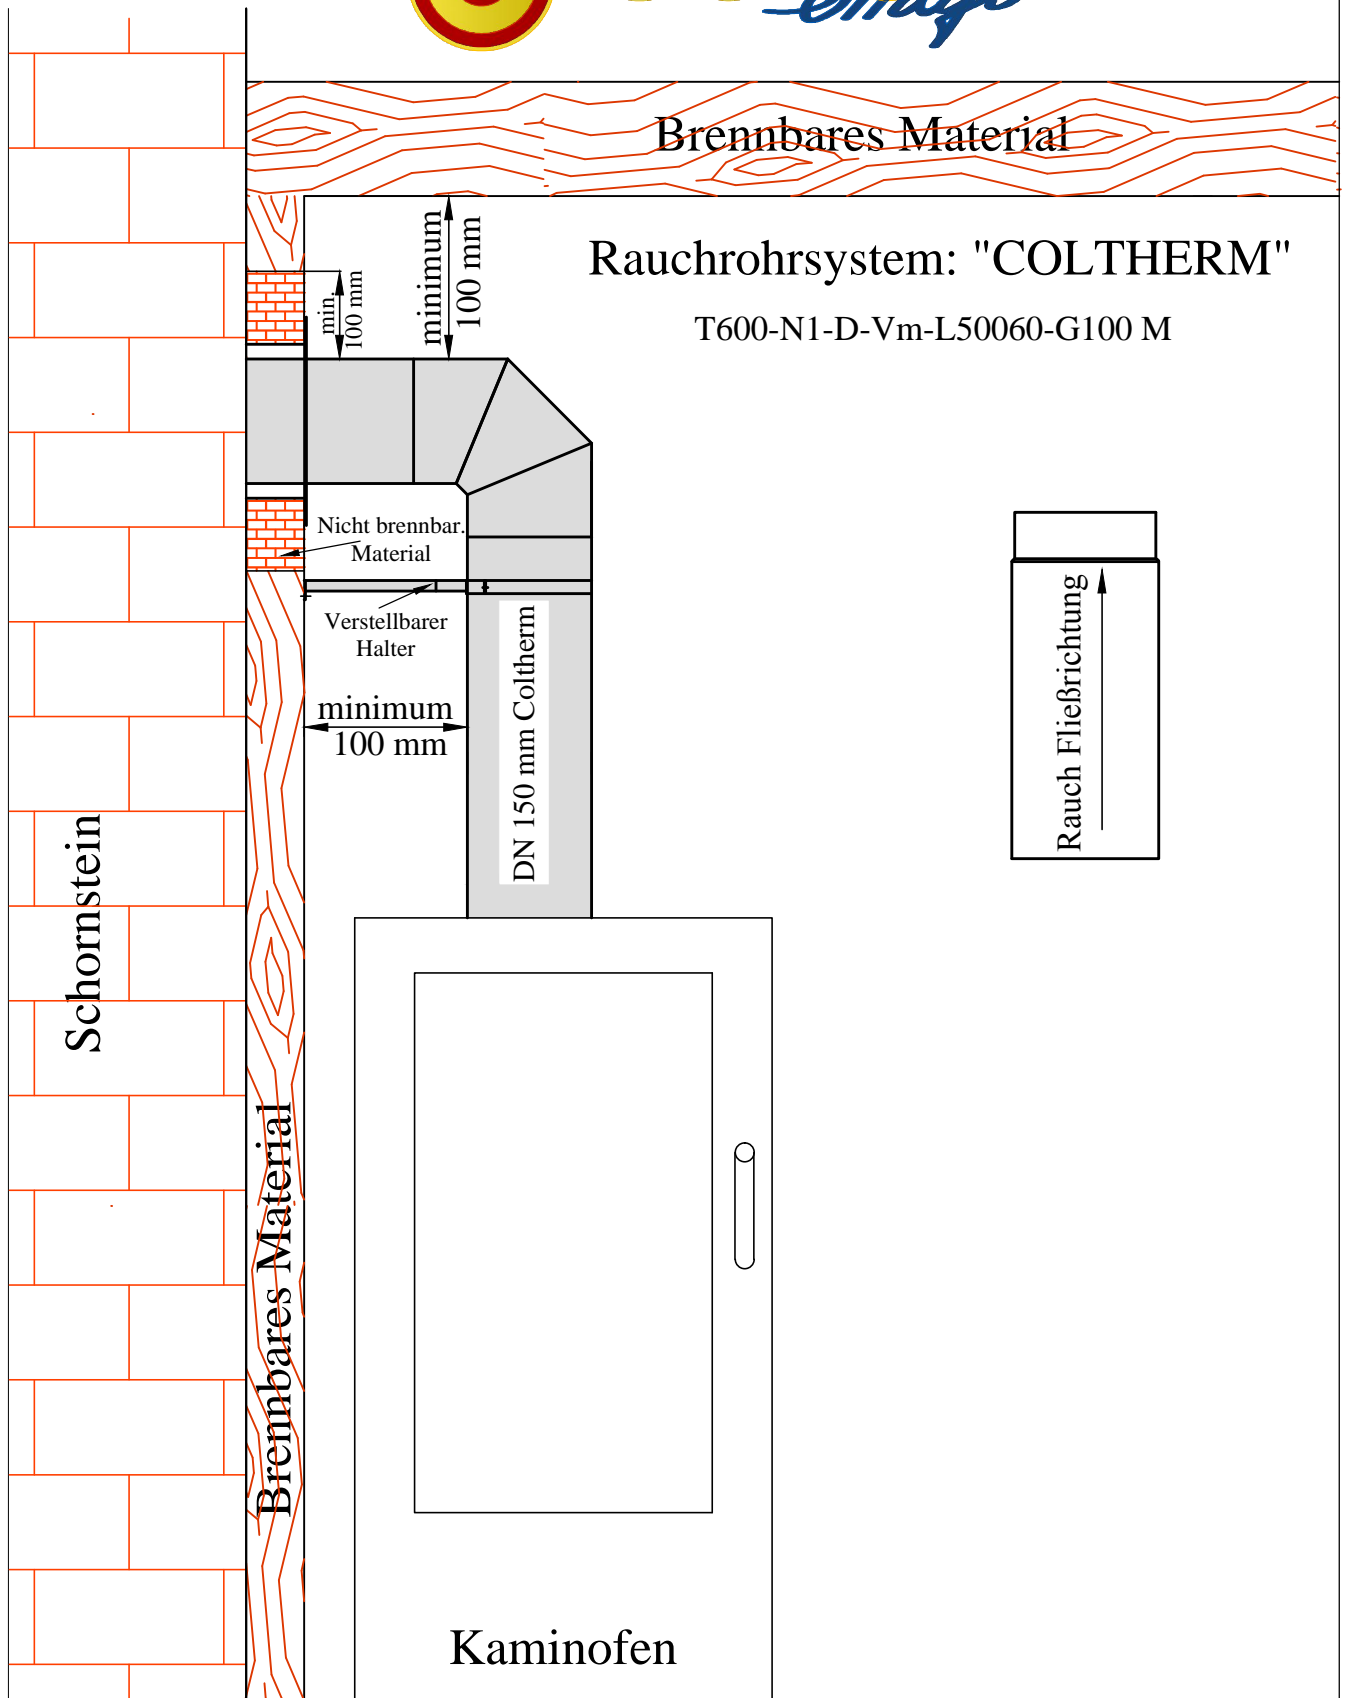 Brennbares Material
Rauchrohrsystem: "COLTHERM"
T600-N1-D-Vm-L50060-G100 M
minimum
100 mm
min.
100 mm
Nicht brennbar.
Material
Verstellbarer
Halter
minimum
100 mm
DN 150 mm Coltherm
Rauch Fließrichtung
Schornstein
Brennbares Material
Kaminofen